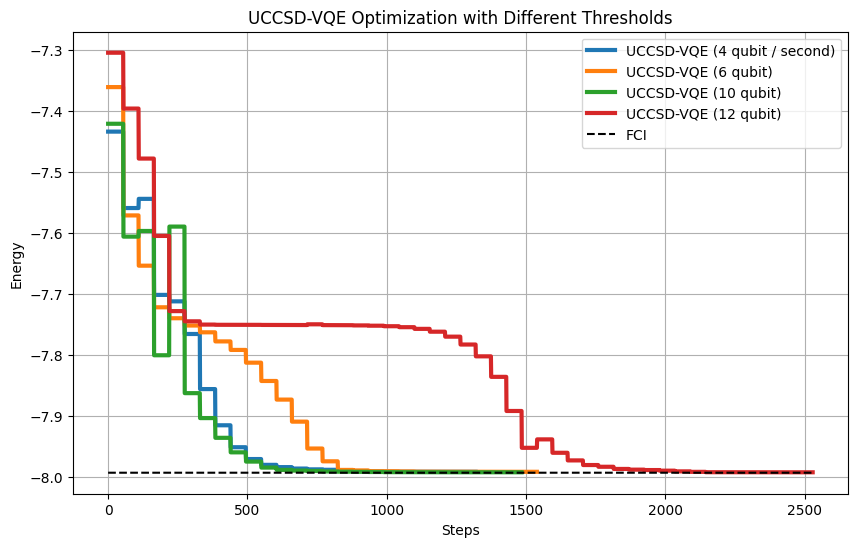 UCCSD-VQE Optimization with Different Thresholds
Energy
−7.3
−7.4
−7.5
−7.6
−7.7
−7.8
−7.9
−8.0
UCCSD-VQE (4 qubit / second)
UCCSD-VQE (6 qubit)
UCCSD-VQE (10 qubit)
UCCSD-VQE (12 qubit)
FCI
0 500 1000 1500 2000 2500
Steps